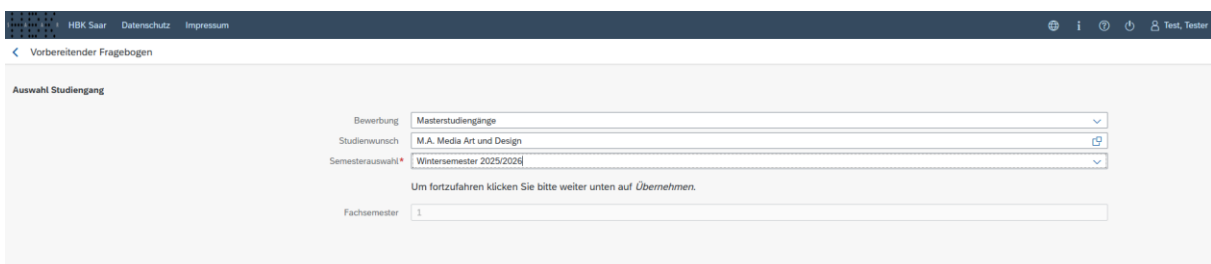 HBK Saar Datenschutz Impressum Test, Tester
Vorbereitender Fragebogen
Auswahl Studiengang
Bewerbung Masterstudiengänge
Studienwunsch M.A. Media Art und Design
Semesterauswahl* Wintersemester 2025/2026
Um fortzufahren klicken Sie bitte weiter unten auf Übernehmen.
Fachsemester 1